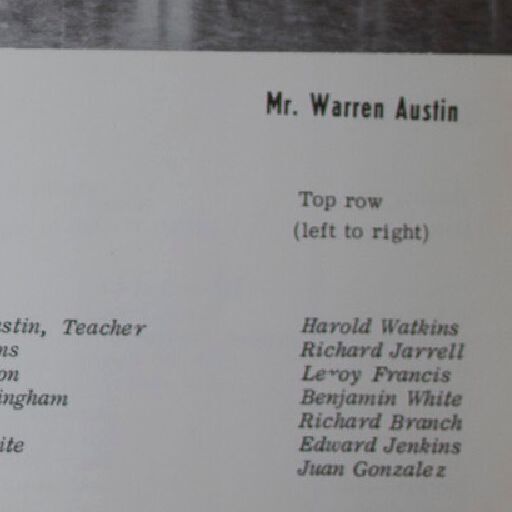 Mr. Warren Austin
Top row
(left to right)
stin, Teacher
ns
on
ingham
ite
Harold Watkins
Richard Jarrell
Leroy Francis
Benjamin White
Richard Branch
Edward Jenkins
Juan Gonzalez